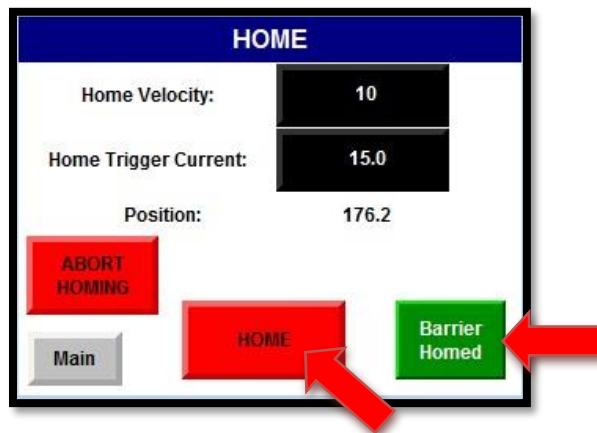 HOME
Home Velocity: 10
Home Trigger Current: 15.0
Position: 176.2
ABORT
HOMING
HOME
Barrier
Homed
Main